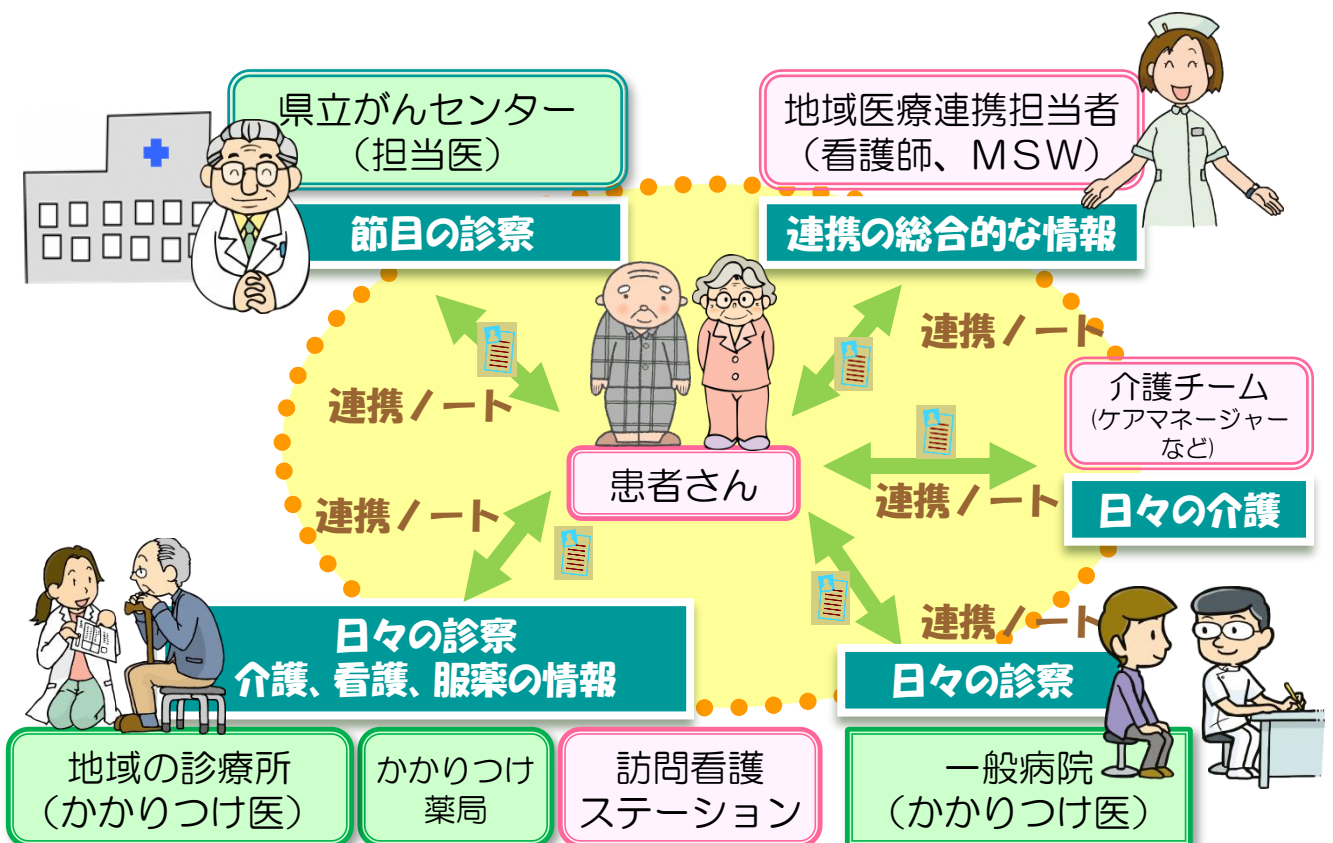 県立がんセンター
（担当医）
節目の診察
地域医療連携担当者
（看護師、ＭＳＷ）
連携の総合的な情報
連携ノート
連携ノート
介護チーム
(ケアマネージャー
など)
患者さん
連携ノート
連携ノート
日々の介護
連携ノート
日々の診察
介護、看護、服薬の情報
日々の診察
地域の診療所
（かかりつけ医）
かかりつけ
薬局
訪問看護
ステーション
一般病院
（かかりつけ医）